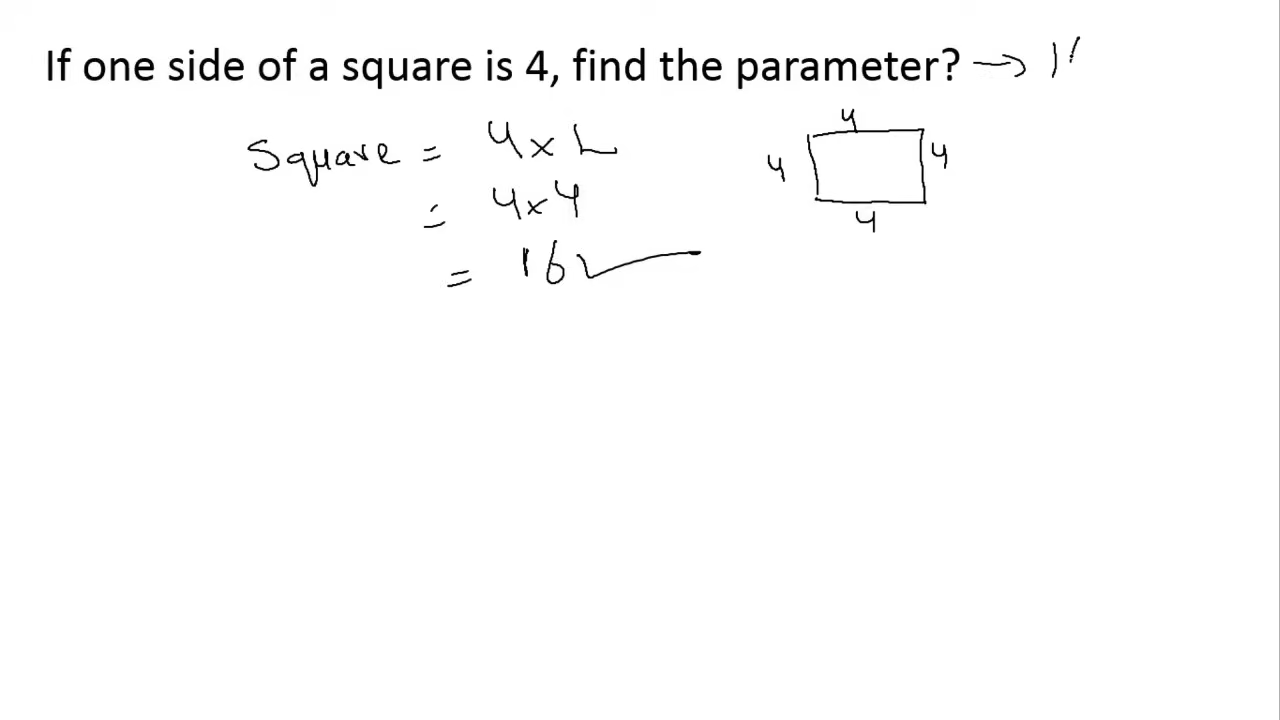 If one side of a square is 4, find the parameter? →
Square = 4 × L
= 4 × 4
= 16
4
4
4
4